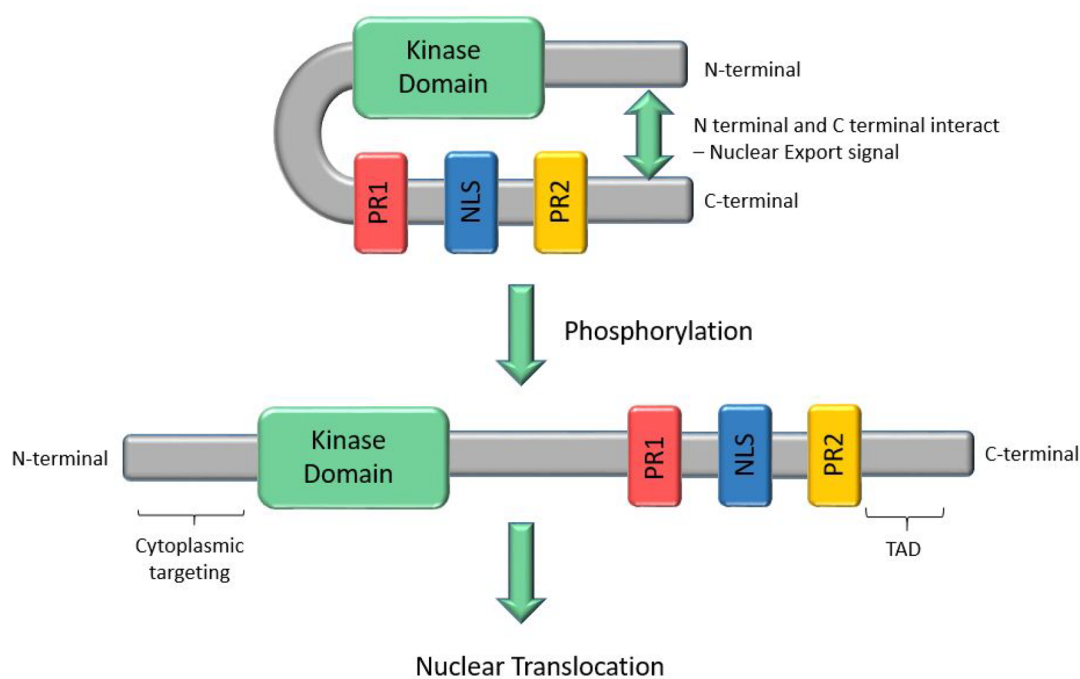 Kinase
Domain
N-terminal
N terminal and C terminal interact
– Nuclear Export signal
PR1
NLS
PR2
C-terminal
Phosphorylation
N-terminal
Kinase
Domain
PR1
NLS
PR2
C-terminal
Cytoplasmic
targeting
TAD
Nuclear Translocation